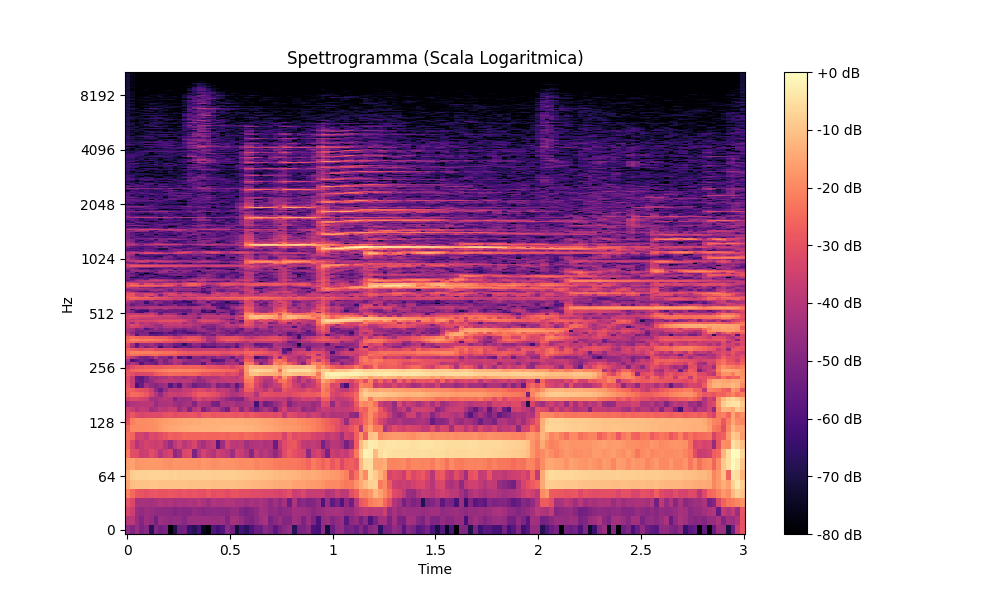 Spettrogramma (Scala Logaritmica)
Hz
8192
4096
2048
1024
512
256
128
64
0
0
0.5
1
1.5
2
2.5
3
Time
+0 dB
-10 dB
-20 dB
-30 dB
-40 dB
-50 dB
-60 dB
-70 dB
-80 dB